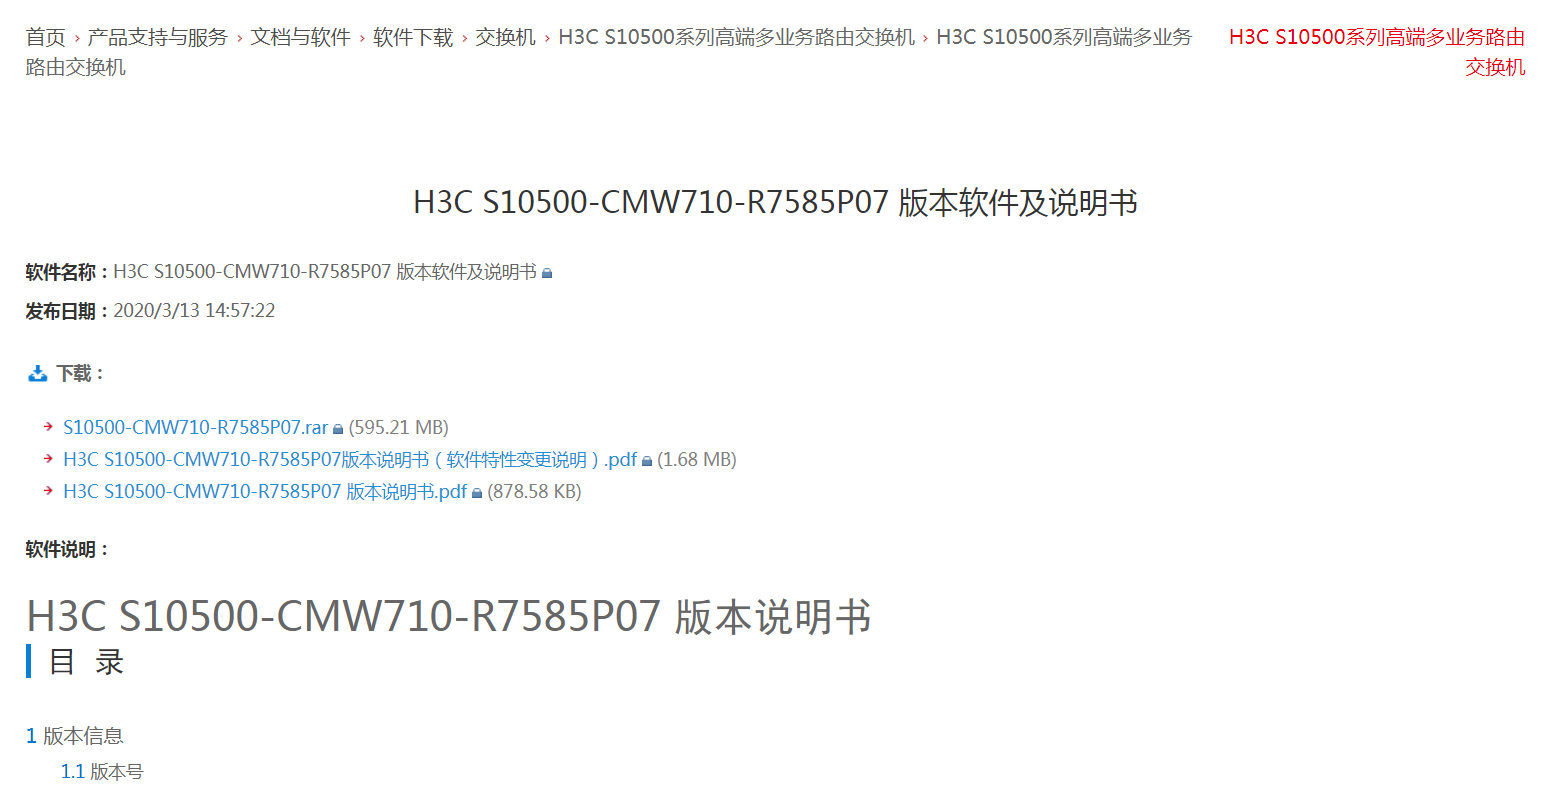 首页 › 产品支持与服务 › 文档与软件 › 软件下载 › 交换机 › H3C S10500系列高端多业务路由交换机 › H3C S10500系列高端多业务
路由交换机
H3C S10500系列高端多业务路由
交换机
H3C S10500-CMW710-R7585P07 版本软件及说明书
软件名称：H3C S10500-CMW710-R7585P07 版本软件及说明书
发布日期：2020/3/13 14:57:22
下载：
S10500-CMW710-R7585P07.rar (595.21 MB)
H3C S10500-CMW710-R7585P07版本说明书（软件特性变更说明）.pdf (1.68 MB)
H3C S10500-CMW710-R7585P07 版本说明书.pdf (878.58 KB)
软件说明：
H3C S10500-CMW710-R7585P07 版本说明书
目 录
1 版本信息
1.1 版本号